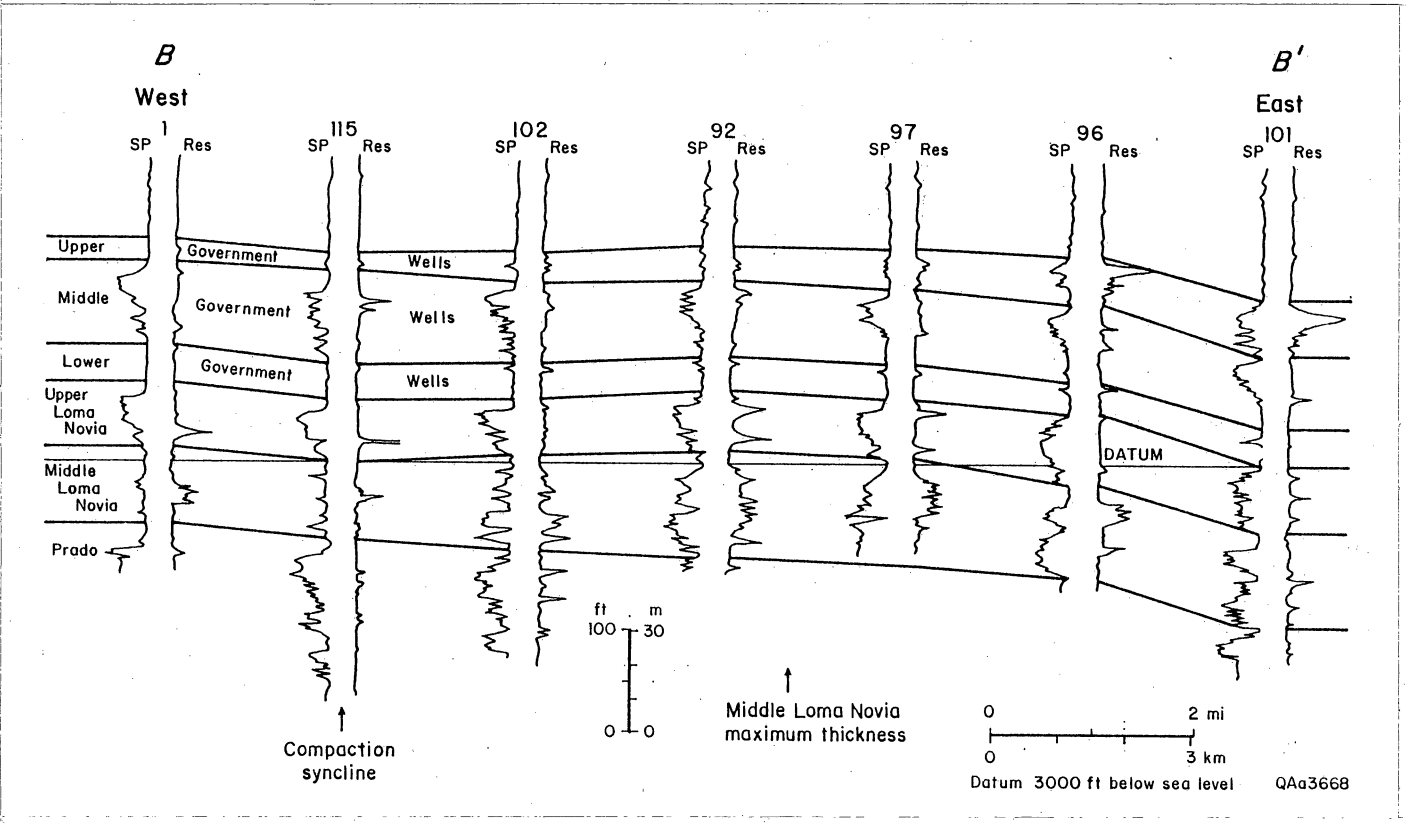 B
B'
West
East
1
115
102
92
97
96
101
SP Res
SP Res
SP Res
SP Res
SP Res
SP Res
SP Res
Upper
Government
Wells
Middle
Government
Wells
Lower
Government
Wells
Upper
Loma
Novia
DATUM
Middle
Loma
Novia
Prado
ft m
100 30
0 0
Compaction
syncline
Middle Loma Novia
maximum thickness
0 2 mi
0 3 km
Datum 3000 ft below sea level
QAa3668